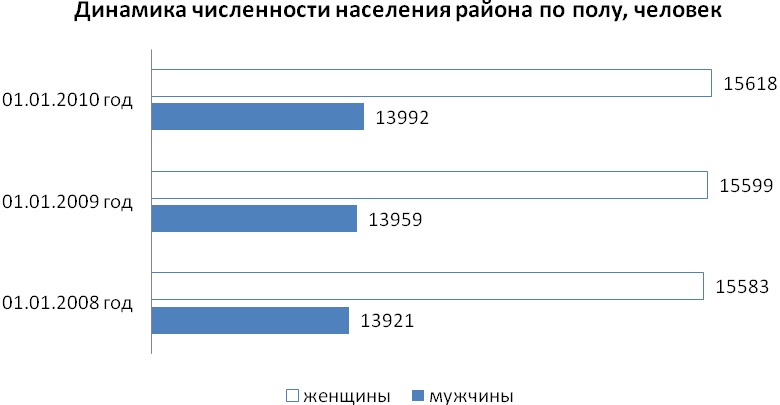 Динамика численности населения района по полу, человек
15618
01.01.2010 год
13992
15599
01.01.2009 год
13959
15583
01.01.2008 год
13921
женщины мужчины